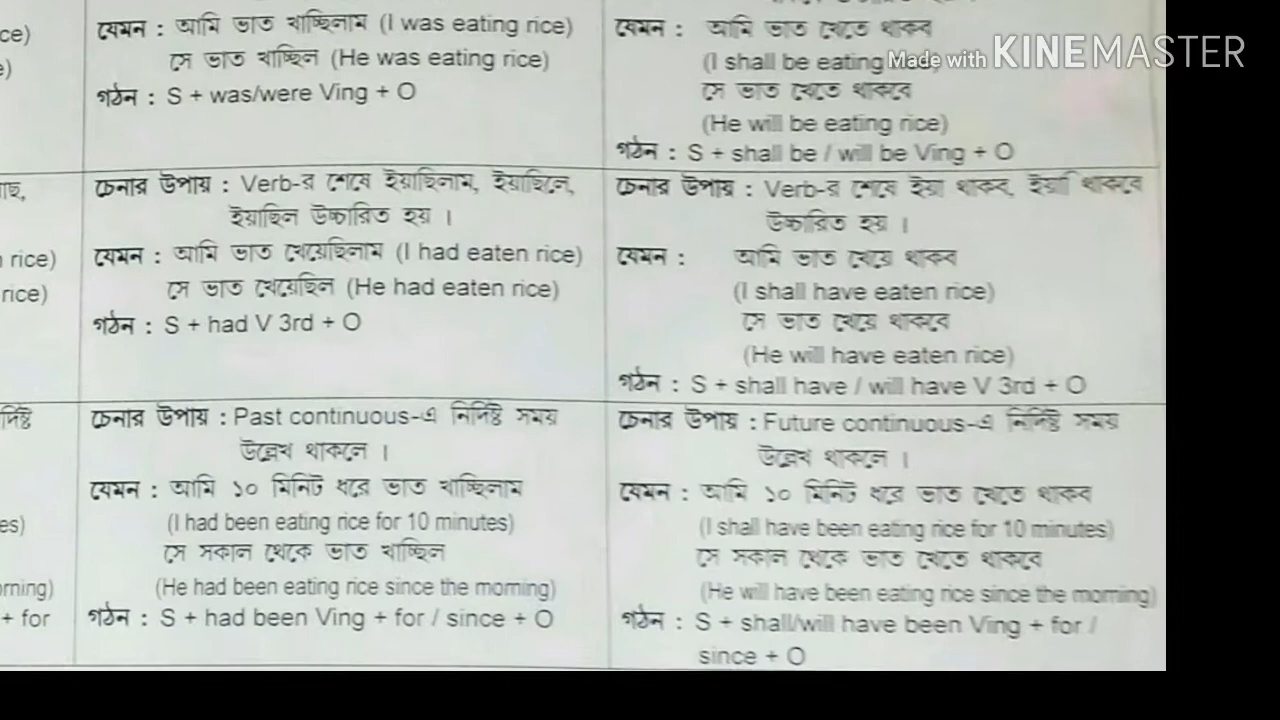 ce)
যেমন : আমি ভাত খাচ্ছিলাম (I was eating rice)
সে ভাত খাচ্ছিল (He was eating rice)
গঠন : S + was/were Ving + O
যেমন : আমি ভাত খেতে থাকব
(I shall be eating
Made with KINEMASTER
সে ভাত খেতে থাকবে
(He will be eating rice)
গঠন : S + shall be / will be Ving + O
rice)
rice)
চেনার উপায় : Verb-র শেষে ইয়াছিলাম, ইয়াছিলে,
ইয়াছিল উচ্চারিত হয় ।
যেমন : আমি ভাত খেয়েছিলাম (I had eaten rice)
সে ভাত খেয়েছিল (He had eaten rice)
গঠন : S + had V 3rd + O
চেনার উপায় : Verb-র শেষে ইয়া থাকব, ইয়া থাকবে
উচ্চারিত হয় ।
যেমন : আমি ভাত খেয়ে থাকব
(I shall have eaten rice)
সে ভাত খেয়ে থাকবে
(He will have eaten rice)
গঠন : S + shall have / will have V 3rd + O
es)
orning)
+ for
চেনার উপায় : Past continuous-এ নির্দিষ্ট সময়
উল্লেখ থাকলে ।
যেমন : আমি ১০ মিনিট ধরে ভাত খাচ্ছিলাম
(I had been eating rice for 10 minutes)
সে সকাল থেকে ভাত খাচ্ছিল
(He had been eating rice since the morning)
গঠন : S + had been Ving + for / since + O
চেনার উপায় : Future continuous-এ নির্দিষ্ট সময়
উল্লেখ থাকলে ।
যেমন : আমি ১০ মিনিট ধরে ভাত খেতে থাকব
(I shall have been eating rice for 10 minutes)
সে সকাল থেকে ভাত খেতে থাকবে
(He will have been eating rice since the morning)
গঠন : S + shall/will have been Ving + for /
since + O